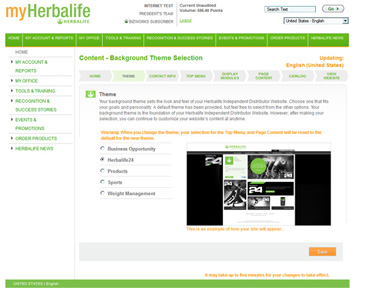 myHerbalife
HERBALIFE
INTERNET TEST
PRESIDENT'S TEAM
BIZWORKS SUBSCRIBER
Current Unaudited
Search Text
Go >
United States | English
HOME
MY ACCOUNT & REPORTS
MY OFFICE
TOOLS & TRAINING
RECOGNITION & SUCCESS STORIES
EVENTS & PROMOTIONS
ORDER PRODUCTS
HERBALIFE NEWS
HOME
MY ACCOUNT &
REPORTS
MY OFFICE
TOOLS & TRAINING
RECOGNITION &
SUCCESS STORIES
EVENTS &
PROMOTIONS
ORDER PRODUCTS
HERBALIFE NEWS
Content - Background Theme Selection
Updating:
English (United States)
HOME
THEME
CONTACT INFO
TOP MENU
DISPLAY MODULES
PAGE CONTENT
CATALOG
VIEW WEBSITE
Theme
Your background theme sets the look and feel of your Herbalife Independent Distributor Website. Choose one that fits
your goals and personality. A default theme has been provided, but feel free to select from the other options. Your
background theme is the foundation of your Herbalife Independent Distributor Website. However, after making your
selection, you can continue to customize your website's content at anytime.
Warning: When you change the theme, your selection for the Top Menu, and Page Content will be reset to
the default for the new theme.
Business Opportunity
Herbalife24
Products
Sports
Weight Management
24
This is an example of how your site will appear.
Save
It may take up to five minutes for your changes to take effect.
UNITED STATES | English